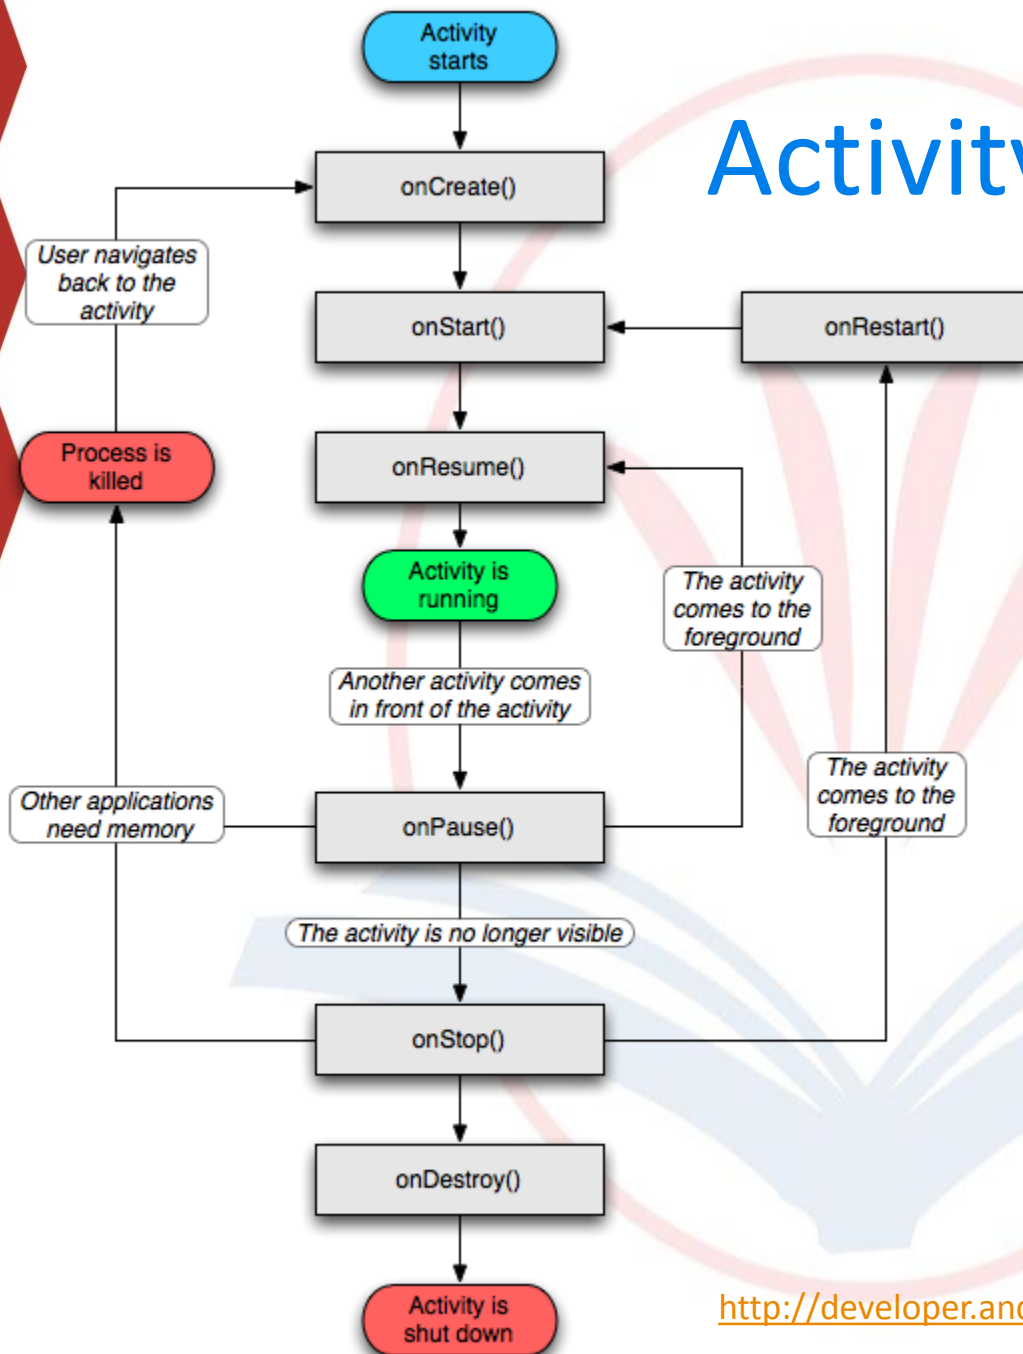 Activity
starts
Activity
onCreate()
User navigates
back to the
activity
onStart()
onRestart()
onResume()
Process is
killed
Activity is
running
The activity
comes to the
foreground
Another activity comes
in front of the activity
The activity
comes to the
foreground
Other applications
need memory
onPause()
The activity is no longer visible
onStop()
onDestroy()
Activity is
shut down
http://developer.and